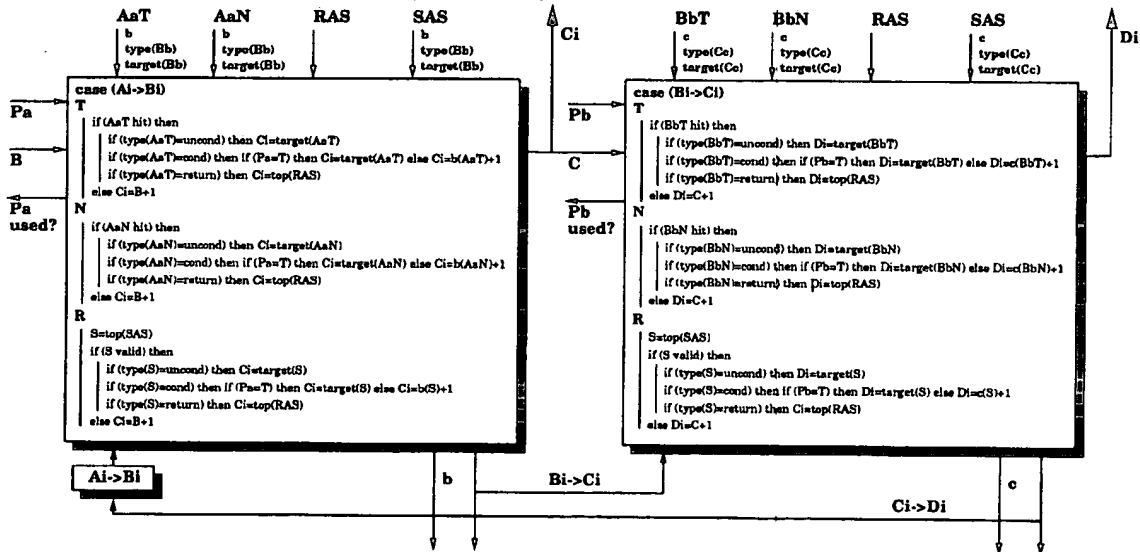 AaT AaN RAS SAS Ci BbT BbN RAS SAS Di
b b b c c c
type(Bb) type(Bb) type(Bb) type(Cc) type(Cc) type(Cc)
target(Bb) target(Bb) target(Bb) target(Cc) target(Cc) target(Cc)
case (Ai->Bi)
Pa
T
if (AaT hit) then
if (type(AaT)=uncond) then Ci=target(AaT)
B
if (type(AaT)=cond) then if (Pa=T) then Ci=target(AaT) else Ci=b(AaT)+1
if (type(AaT)=return) then Ci=top(RAS)
else Ci=B+1
Pa
used?
N
if (AaN hit) then
if (type(AaN)=uncond) then Ci=target(AaN)
if (type(AaN)=cond) then if (Pa=T) then Ci=target(AaN) else Ci=b(AaN)+1
if (type(AaN)=return) then Ci=top(RAS)
else Ci=B+1
R
S=top(SAS)
if (S valid) then
if (type(S)=uncond) then Ci=target(S)
if (type(S)=cond) then if (Pa=T) then Ci=target(S) else Ci=b(S)+1
if (type(S)=return) then Ci=top(RAS)
else Ci=B+1
case (Bi->Ci)
Pb
T
if (BbT hit) then
if (type(BbT)=uncond) then Di=target(BbT)
C
if (type(BbT)=cond) then if (Pb=T) then Di=target(BbT) else Di=c(BbT)+1
if (type(BbT)=return) then Di=top(RAS)
else Di=C+1
Pb
used?
N
if (BbN hit) then
if (type(BbN)=uncond) then Di=target(BbN)
if (type(BbN)=cond) then if (Pb=T) then Di=target(BbN) else Di=c(BbN)+1
if (type(BbN)=return) then Di=top(RAS)
else Di=C+1
R
S=top(SAS)
if (S valid) then
if (type(S)=uncond) then Di=target(S)
if (type(S)=cond) then if (Pb=T) then Di=target(S) else Di=c(S)+1
if (type(S)=return) then Ci=top(RAS)
else Di=C+1
Ai->Bi
b
Bi->Ci
c
Ci->Di